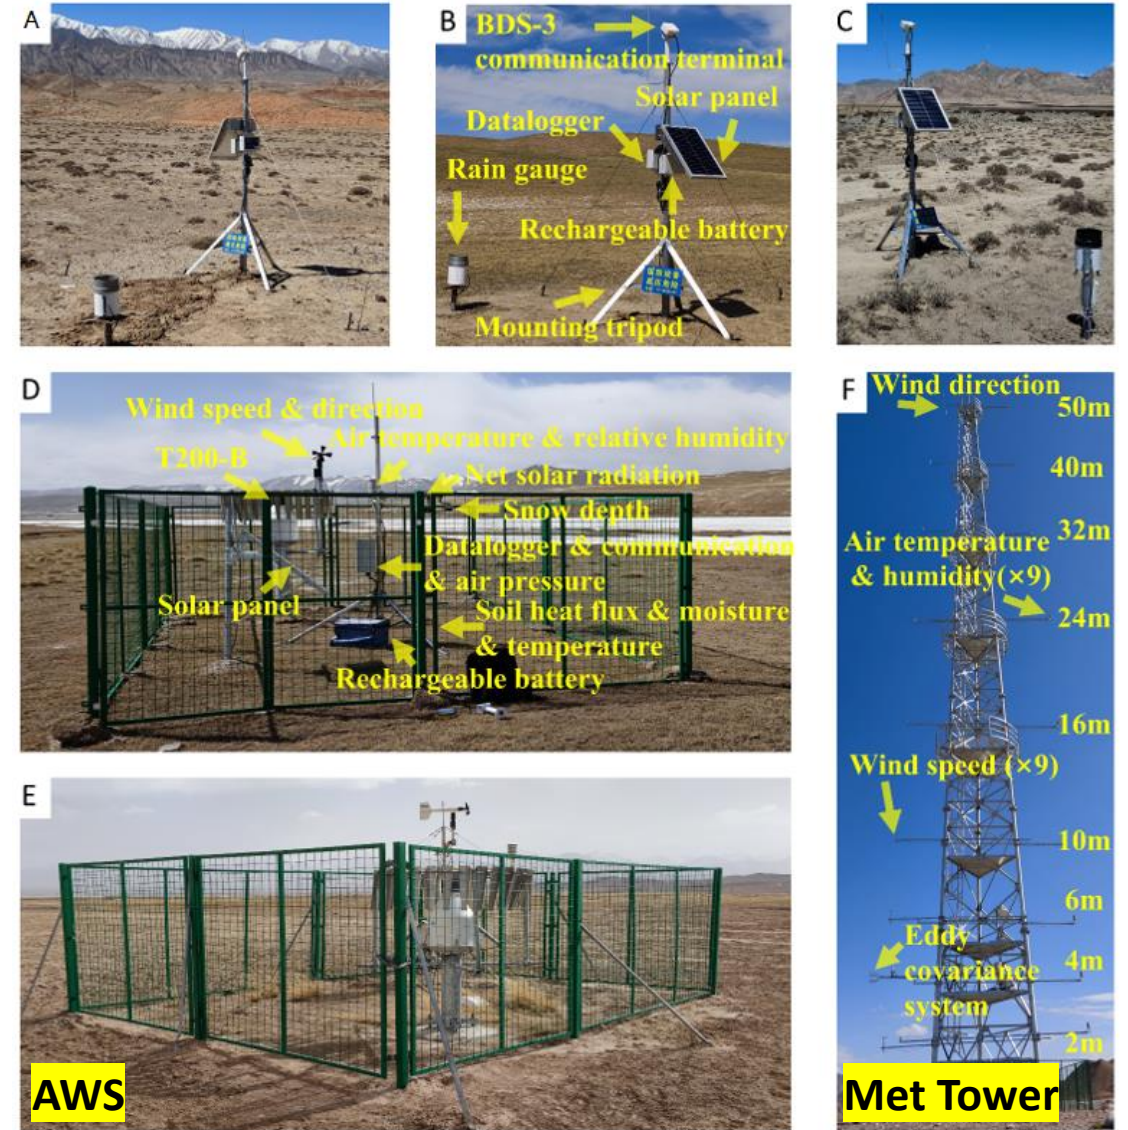 A
B
BDS-3
communication terminal
Solar panel
Datalogger
Rain gauge
Rechargeable battery
Mounting tripod
C
D
Wind speed & direction
Air temperature & relative humidity
T200-B
Net solar radiation
Snow depth
Datalogger & communication
& air pressure
Solar panel
Soil heat flux & moisture
& temperature
Rechargeable battery
E
AWS
F
Wind direction
50m
40m
32m
Air temperature
& humidity(×9)
24m
16m
Wind speed (×9)
10m
6m
Eddy
covariance
system
4m
2m
Met Tower